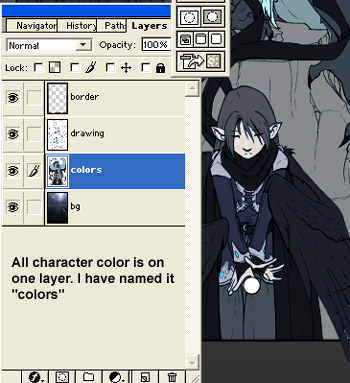 Navigator History Paths Layers
Normal Opacity: 100%
Lock:
border
drawing
colors
bg
All character color is on
one layer. I have named it
"colors"